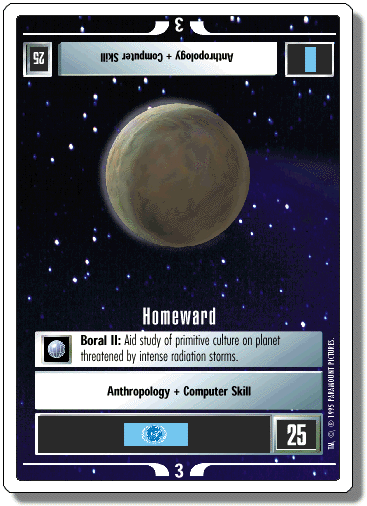 3
25
Anthropology + Computer Skill
Homeward
Boral II: Aid study of primitive culture on planet
threatened by intense radiation storms.
Anthropology + Computer Skill
25
3
TM, ©, ® 1995 PARAMOUNT PICTURES.